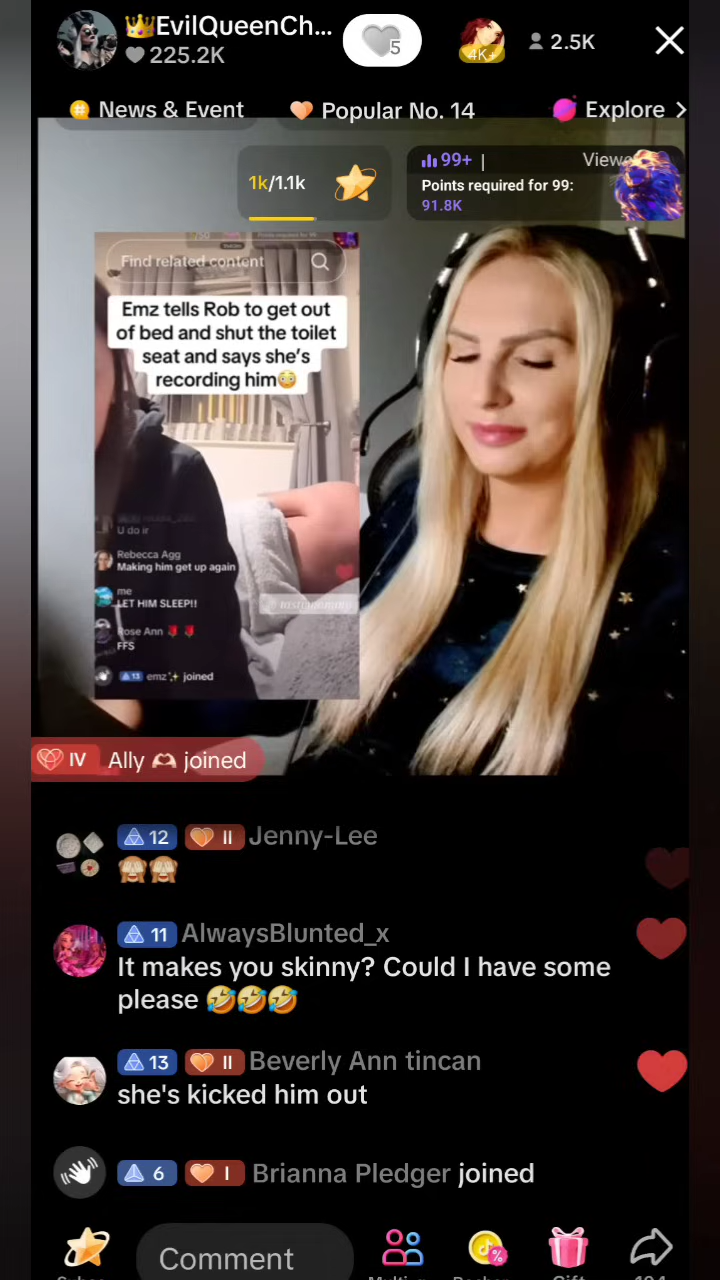 👑EvilQueenCh...
225.2K
5
4K+
2.5K
News & Event
Popular No. 14
Explore >
1k/1.1k
99+ |
Points required for 99:
91.8K
Find related content
Emz tells Rob to get out
of bed and shut the toilet
seat and says she's
recording him😳
U do ir
Rebecca Agg
Making him get up again
me
LET HIM SLEEP!!
Rose Ann 🌹 🌹
FFS
13 emz✨ joined
IV Ally 🫶 joined
12 II Jenny-Lee
🙈🙈
11 AlwaysBlunted_x
It makes you skinny? Could I have some
please 🤣🤣🤣
13 II Beverly Ann tincan
she's kicked him out
6 I Brianna Pledger joined
Comment